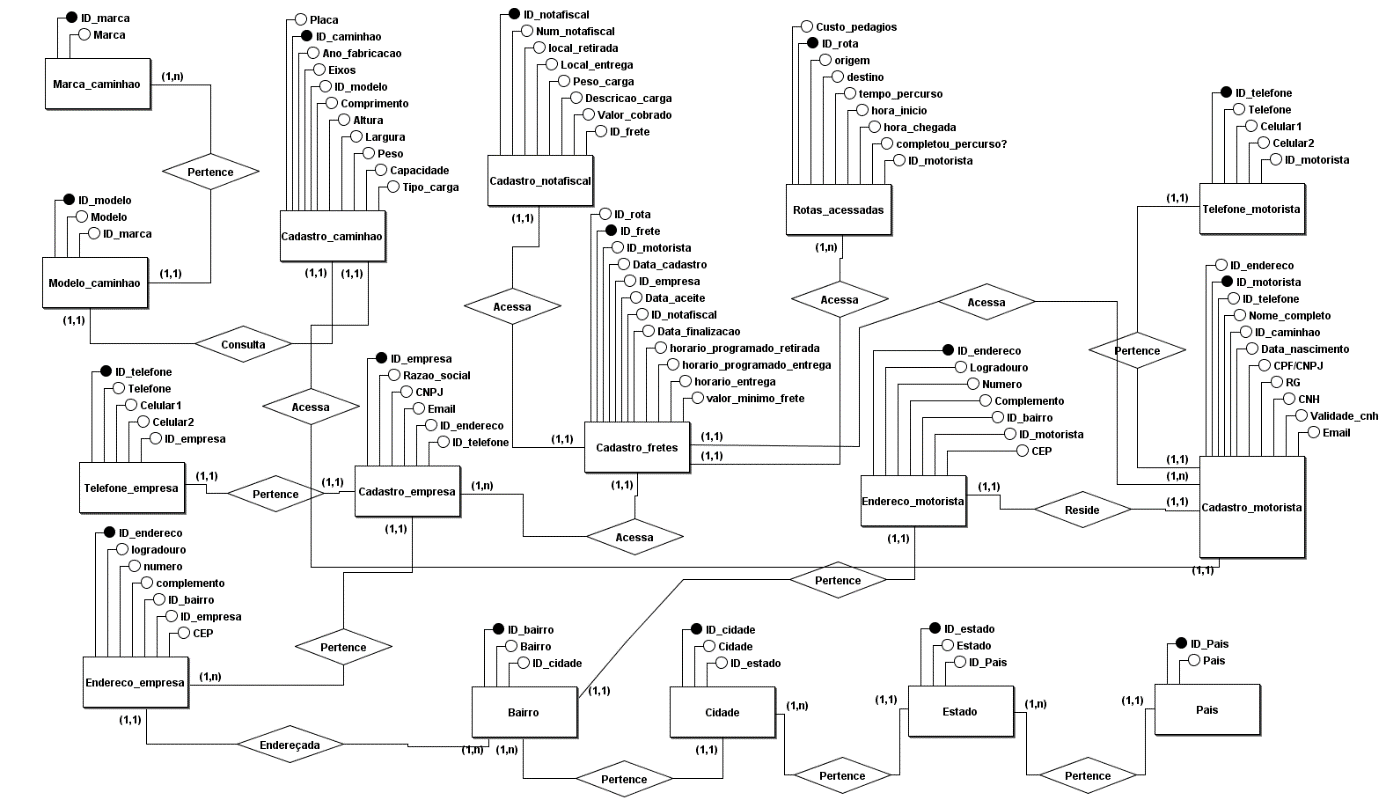 ID_marca
Marca
Marca_caminhao
(1,n)
Pertence
ID_modelo
Modelo
ID_marca
Modelo_caminhao
(1,1)
(1,1)
Consulta
Placa
ID_caminhao
Ano_fabricacao
Eixos
ID_modelo
Comprimento
Altura
Largura
Peso
Capacidade
Tipo_carga
Cadastro_caminhao
(1,1)
(1,1)
Acessa
ID_notafiscal
Num_notafiscal
local_retirada
Local_entrega
Peso_carga
Descricao_carga
Valor_cobrado
ID_frete
Cadastro_notafiscal
(1,1)
Acessa
ID_rota
ID_frete
ID_motorista
Data_cadastro
ID_empresa
Data_aceite
ID_notafiscal
Data_finalizacao
horario_programado_retirada
horario_programado_entrega
horario_entrega
valor_minimo_frete
Cadastro_fretes
(1,1)
(1,1)
(1,1)
(1,1)
Acessa
Custo_pedagios
ID_rota
origem
destino
tempo_percurso
hora_inicio
hora_chegada
completou_percurso?
ID_motorista
Rotas_acessadas
(1,n)
Acessa
Acessa
ID_telefone
Telefone
Celular1
Celular2
ID_motorista
Telefone_motorista
(1,1)
Pertence
ID_endereco
ID_motorista
ID_telefone
Nome_completo
ID_caminhao
Data_nascimento
CPF/CNPJ
RG
CNH
Validade_cnh
Email
Cadastro_motorista
(1,1)
(1,n)
(1,1)
(1,1)
ID_endereco
Logradouro
Numero
Complemento
ID_bairro
ID_motorista
CEP
Endereco_motorista
(1,1)
Reside
(1,1)
Pertence
ID_telefone
Telefone
Celular1
Celular2
ID_empresa
Telefone_empresa
(1,1)
Pertence
(1,1)
ID_empresa
Razao_social
CNPJ
Email
ID_endereco
ID_telefone
Cadastro_empresa
(1,n)
(1,1)
ID_endereco
logradouro
numero
complemento
ID_bairro
ID_empresa
CEP
Endereco_empresa
(1,n)
Pertence
(1,1)
Endereçada
(1,n)
(1,n)
ID_bairro
Bairro
ID_cidade
Bairro
(1,1)
Pertence
ID_cidade
Cidade
ID_estado
Cidade
(1,1)
(1,n)
Pertence
ID_estado
Estado
ID_Pais
Estado
(1,1)
(1,n)
Pertence
ID_Pais
Pais
Pais
(1,1)